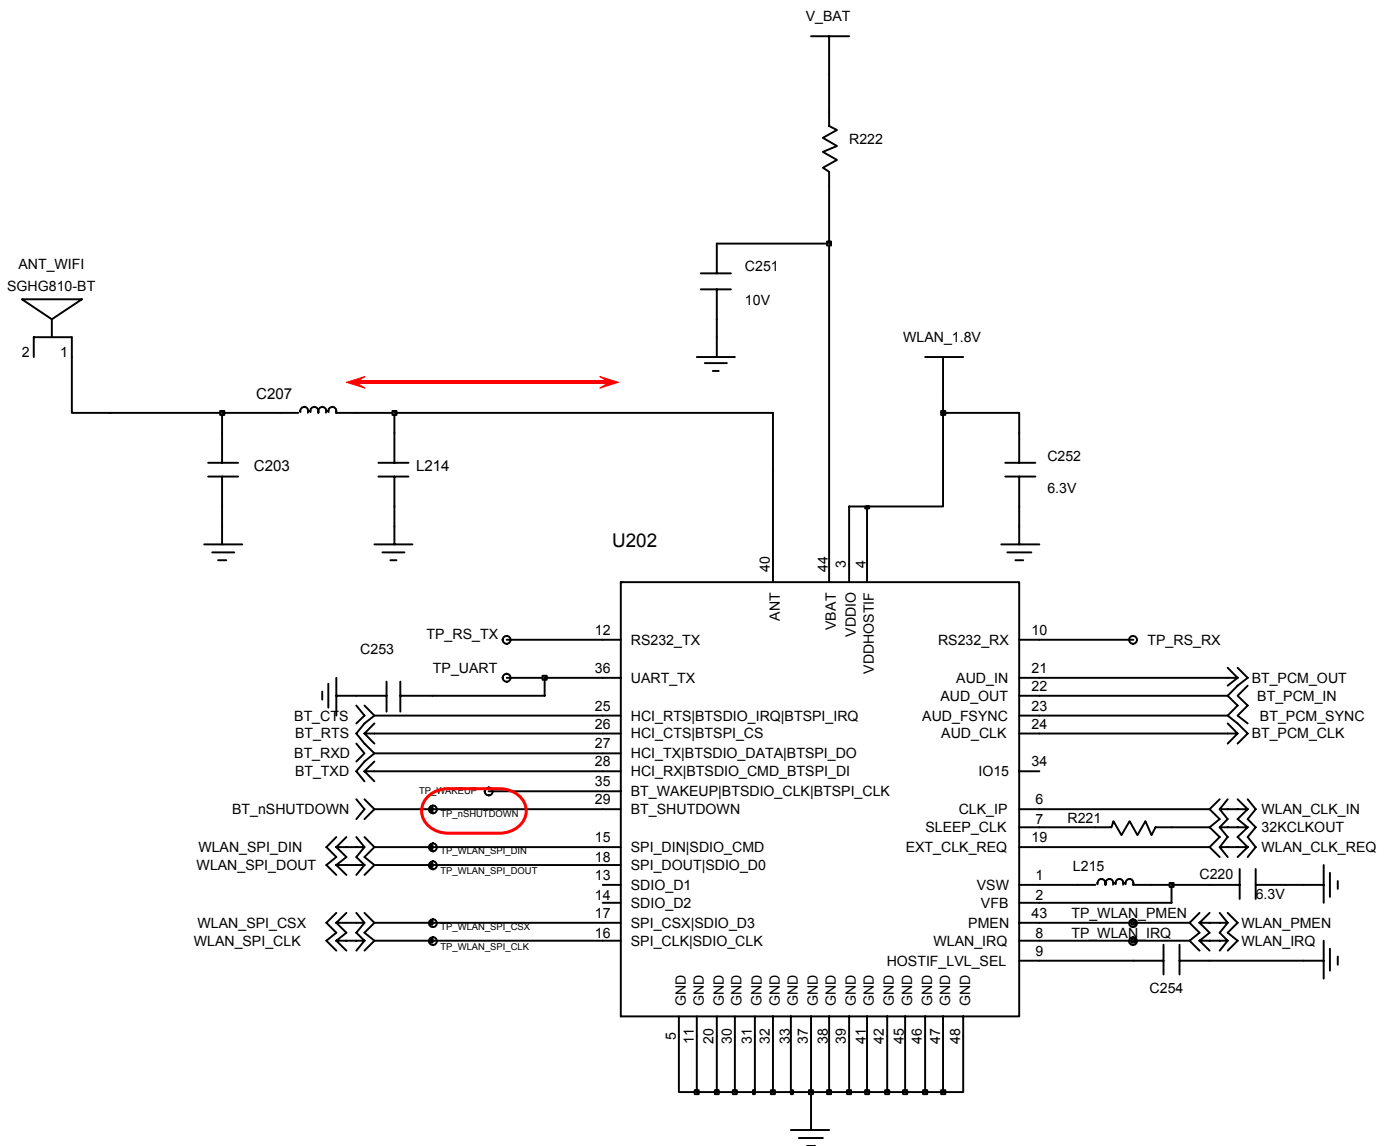 V_BAT
R222
C251
10V
ANT_WIFI
SGHG810-BT
2 1
WLAN_1.8V
C207
C203
L214
C252
6.3V
U202
40
44
3
4
ANT
VBAT
VDDIO
VDDHOSTIF
TP_RS_TX 12 RS232_TX
RS232_RX 10 TP_RS_RX
C253
TP_UART 36 UART_TX
AUD_IN 21 BT_PCM_OUT
AUD_OUT 22 BT_PCM_IN
BT_CTS 25 HCI_RTS|BTSDIO_IRQ|BTSPI_IRQ
AUD_FSYNC 23 BT_PCM_SYNC
BT_RTS 26 HCI_CTS|BTSPI_CS
AUD_CLK 24 BT_PCM_CLK
BT_RXD 27 HCI_TX|BTSDIO_DATA|BTSPI_DO
BT_TXD 28 HCI_RX|BTSDIO_CMD_BTSPI_DI
IO15 34
TP_WAKEUP 35 BT_WAKEUP|BTSDIO_CLK|BTSPI_CLK
BT_nSHUTDOWN TP_nSHUTDOWN 29 BT_SHUTDOWN
CLK_IP 6 WLAN_CLK_IN
SLEEP_CLK 7 R221 32KCLKOUT
WLAN_SPI_DIN TP_WLAN_SPI_DIN 15 SPI_DIN|SDIO_CMD
EXT_CLK_REQ 19 WLAN_CLK_REQ
WLAN_SPI_DOUT TP_WLAN_SPI_DOUT 18 SPI_DOUT|SDIO_D0
13 SDIO_D1
VSW 1 L215 C220
6.3V
14 SDIO_D2
VFB 2
WLAN_SPI_CSX TP_WLAN_SPI_CSX 17 SPI_CSX|SDIO_D3
PMEN 43 TP_WLAN_PMEN WLAN_PMEN
WLAN_SPI_CLK TP_WLAN_SPI_CLK 16 SPI_CLK|SDIO_CLK
WLAN_IRQ 8 TP_WLAN_IRQ WLAN_IRQ
HOSTIF_LVL_SEL 9
C254
GND GND GND GND GND GND GND GND GND GND GND GND GND GND GND GND
5 11 20 30 31 32 33 37 38 39 41 42 45 46 47 48